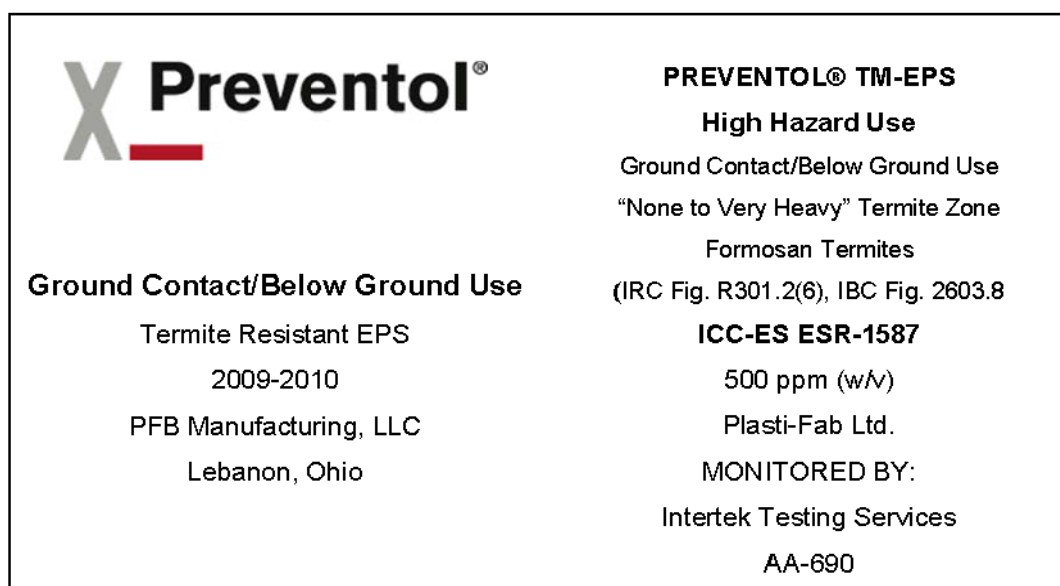 Preventol®
Ground Contact/Below Ground Use
Termite Resistant EPS
2009-2010
PFB Manufacturing, LLC
Lebanon, Ohio
PREVENTOL® TM-EPS
High Hazard Use
Ground Contact/Below Ground Use
“None to Very Heavy” Termite Zone
Formosan Termites
(IRC Fig. R301.2(6), IBC Fig. 2603.8
ICC-ES ESR-1587
500 ppm (w/v)
Plasti-Fab Ltd.
MONITORED BY:
Intertek Testing Services
AA-690